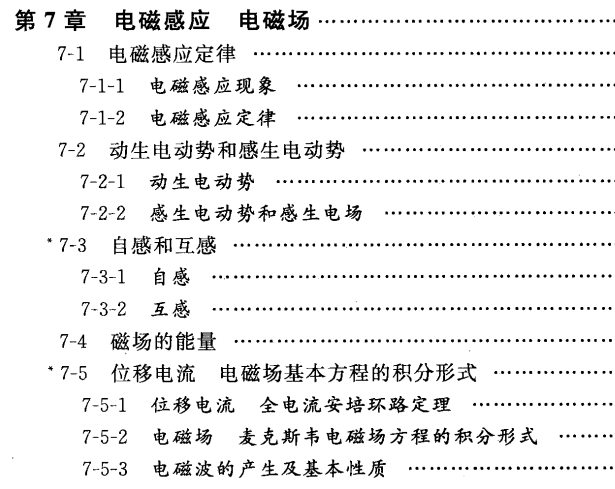 第 7 章 电磁感应 电磁场 ……………………………
7-1 电磁感应定律 ……………………………
7-1-1 电磁感应现象 ……………………………
7-1-2 电磁感应定律 ……………………………
7-2 动生电动势和感生电动势 ……………………………
7-2-1 动生电动势 ……………………………
7-2-2 感生电动势和感生电场 ……………………………
*7-3 自感和互感 ……………………………
7-3-1 自感 ……………………………
7-3-2 互感 ……………………………
7-4 磁场的能量 ……………………………
*7-5 位移电流 电磁场基本方程的积分形式 ……………
7-5-1 位移电流 全电流安培环路定理 ……………
7-5-2 电磁场 麦克斯韦电磁场方程的积分形式 ………
7-5-3 电磁波的产生及基本性质 ……………………